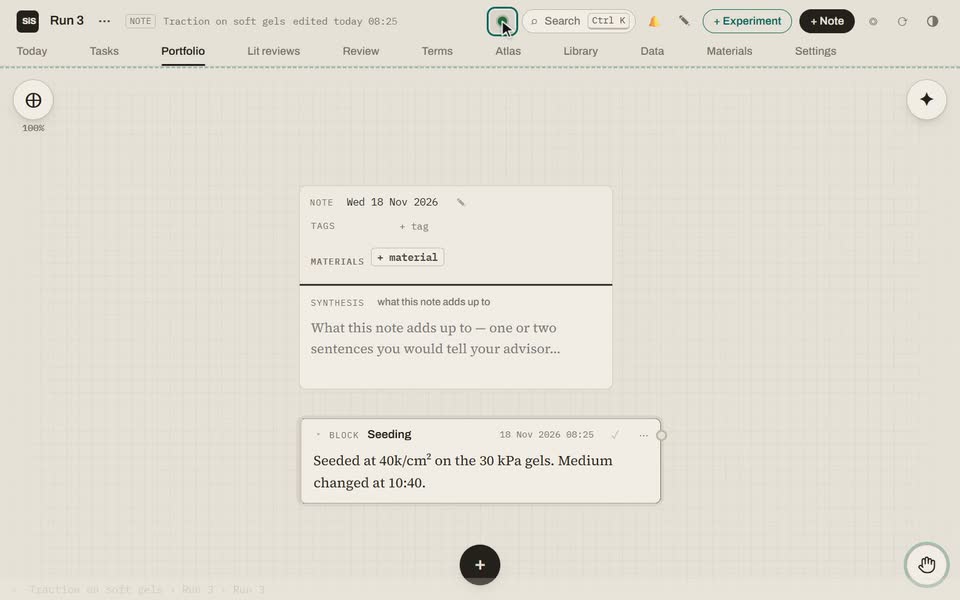 SiS Run 3 ··· NOTE Traction on soft gels edited today 08:25 Search Ctrl K + Experiment + Note
Today Tasks Portfolio Lit reviews Review Terms Atlas Library Data Materials Settings
100%
NOTE Wed 18 Nov 2026
TAGS + tag
MATERIALS + material
SYNTHESIS what this note adds up to
What this note adds up to — one or two
sentences you would tell your advisor...
BLOCK Seeding 18 Nov 2026 08:25 ✓ ···
Seeded at 40k/cm² on the 30 kPa gels. Medium
changed at 10:40.
+
Traction on soft gels › Run 3 › Run 3